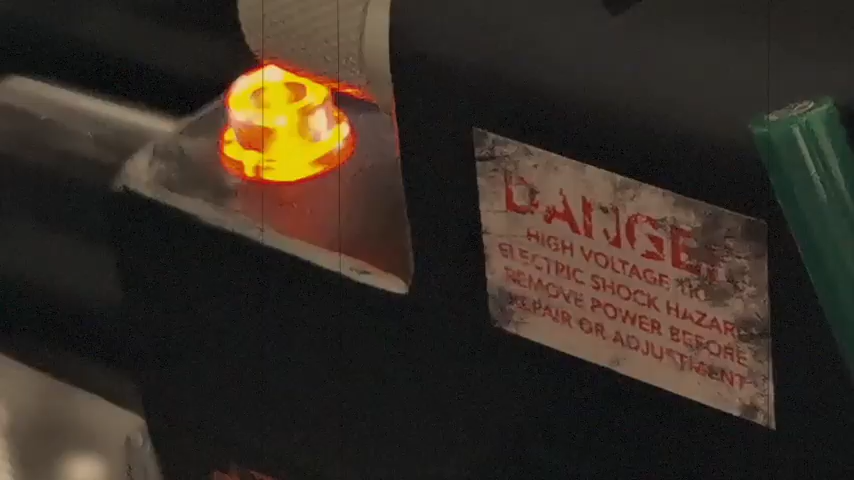 DANGER
HIGH VOLTAGE
ELECTRIC SHOCK HAZARD
REMOVE POWER BEFORE
REPAIR OR ADJUSTMENT